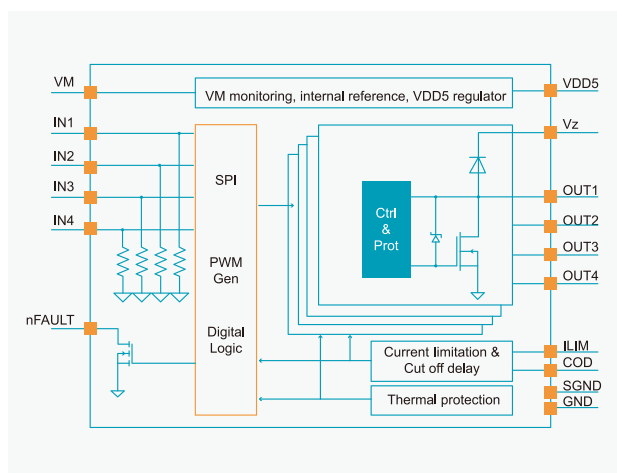 VM
VM monitoring, internal reference, VDD5 regulator
VDD5
IN1
IN2
IN3
IN4
nFAULT
SPI
PWM
Gen
Digital
Logic
Ctrl
&
Prot
Vz
OUT1
OUT2
OUT3
OUT4
Current limitation &
Cut off delay
Thermal protection
ILIM
COD
SGND
GND